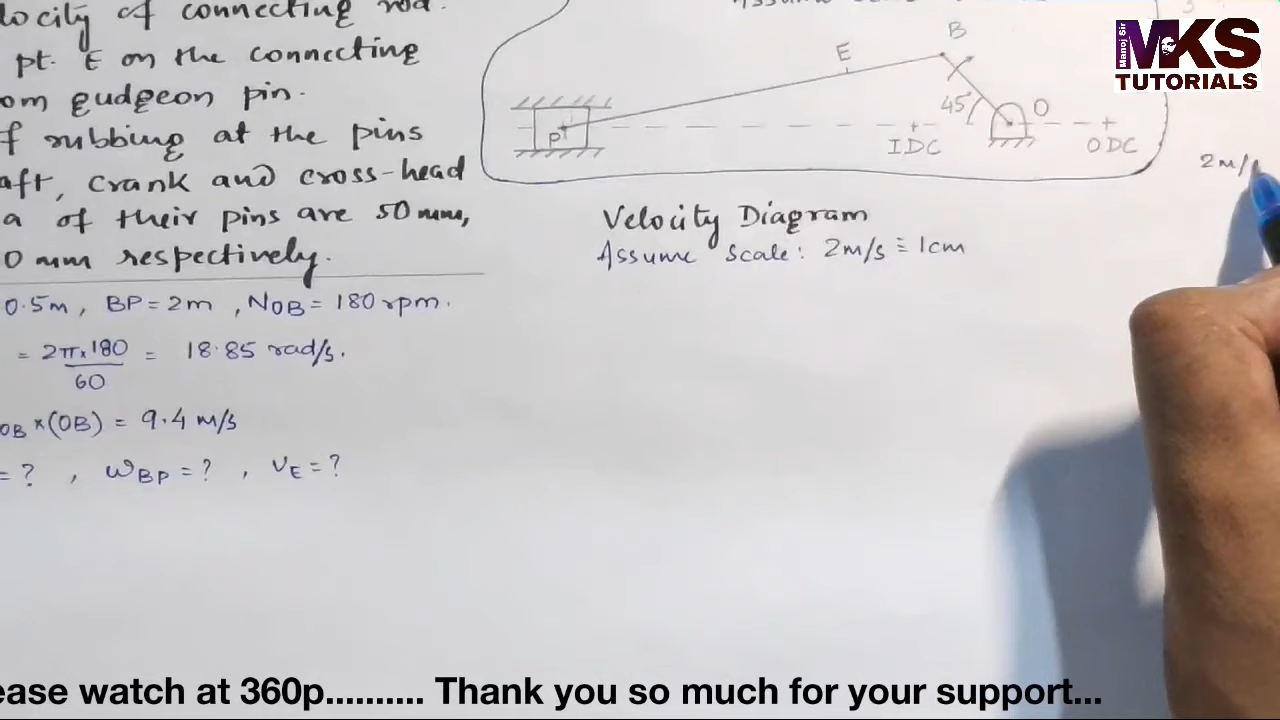 locity of connecting rod.
pt. E on the connecting
om gudgeon pin.
f rubbing at the pins
aft, crank and cross-head
a of their pins are 50 mm,
0 mm respectively.
0.5m, BP = 2m , NOB = 180 rpm.
= 2π×180/60 = 18.85 rad/s.
OB × (OB) = 9.4 m/s
= ? , ωBP = ? , VE = ?
E
B
45°
O
P
IDC
ODC
2m/
Velocity Diagram
Assume scale: 2m/s ≡ 1cm
Manoj Sir
MKS
TUTORIALS
ease watch at 360p.......... Thank you so much for your support...